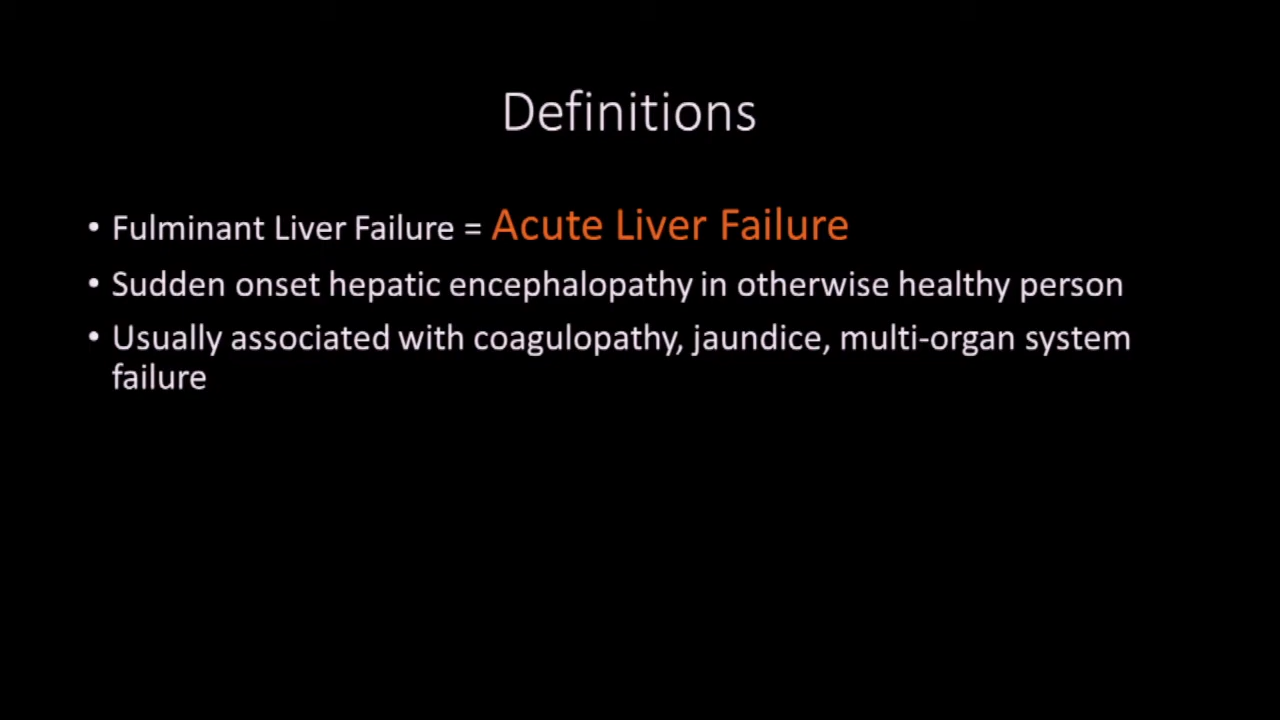 Definitions
• Fulminant Liver Failure = Acute Liver Failure
• Sudden onset hepatic encephalopathy in otherwise healthy person
• Usually associated with coagulopathy, jaundice, multi-organ system
failure